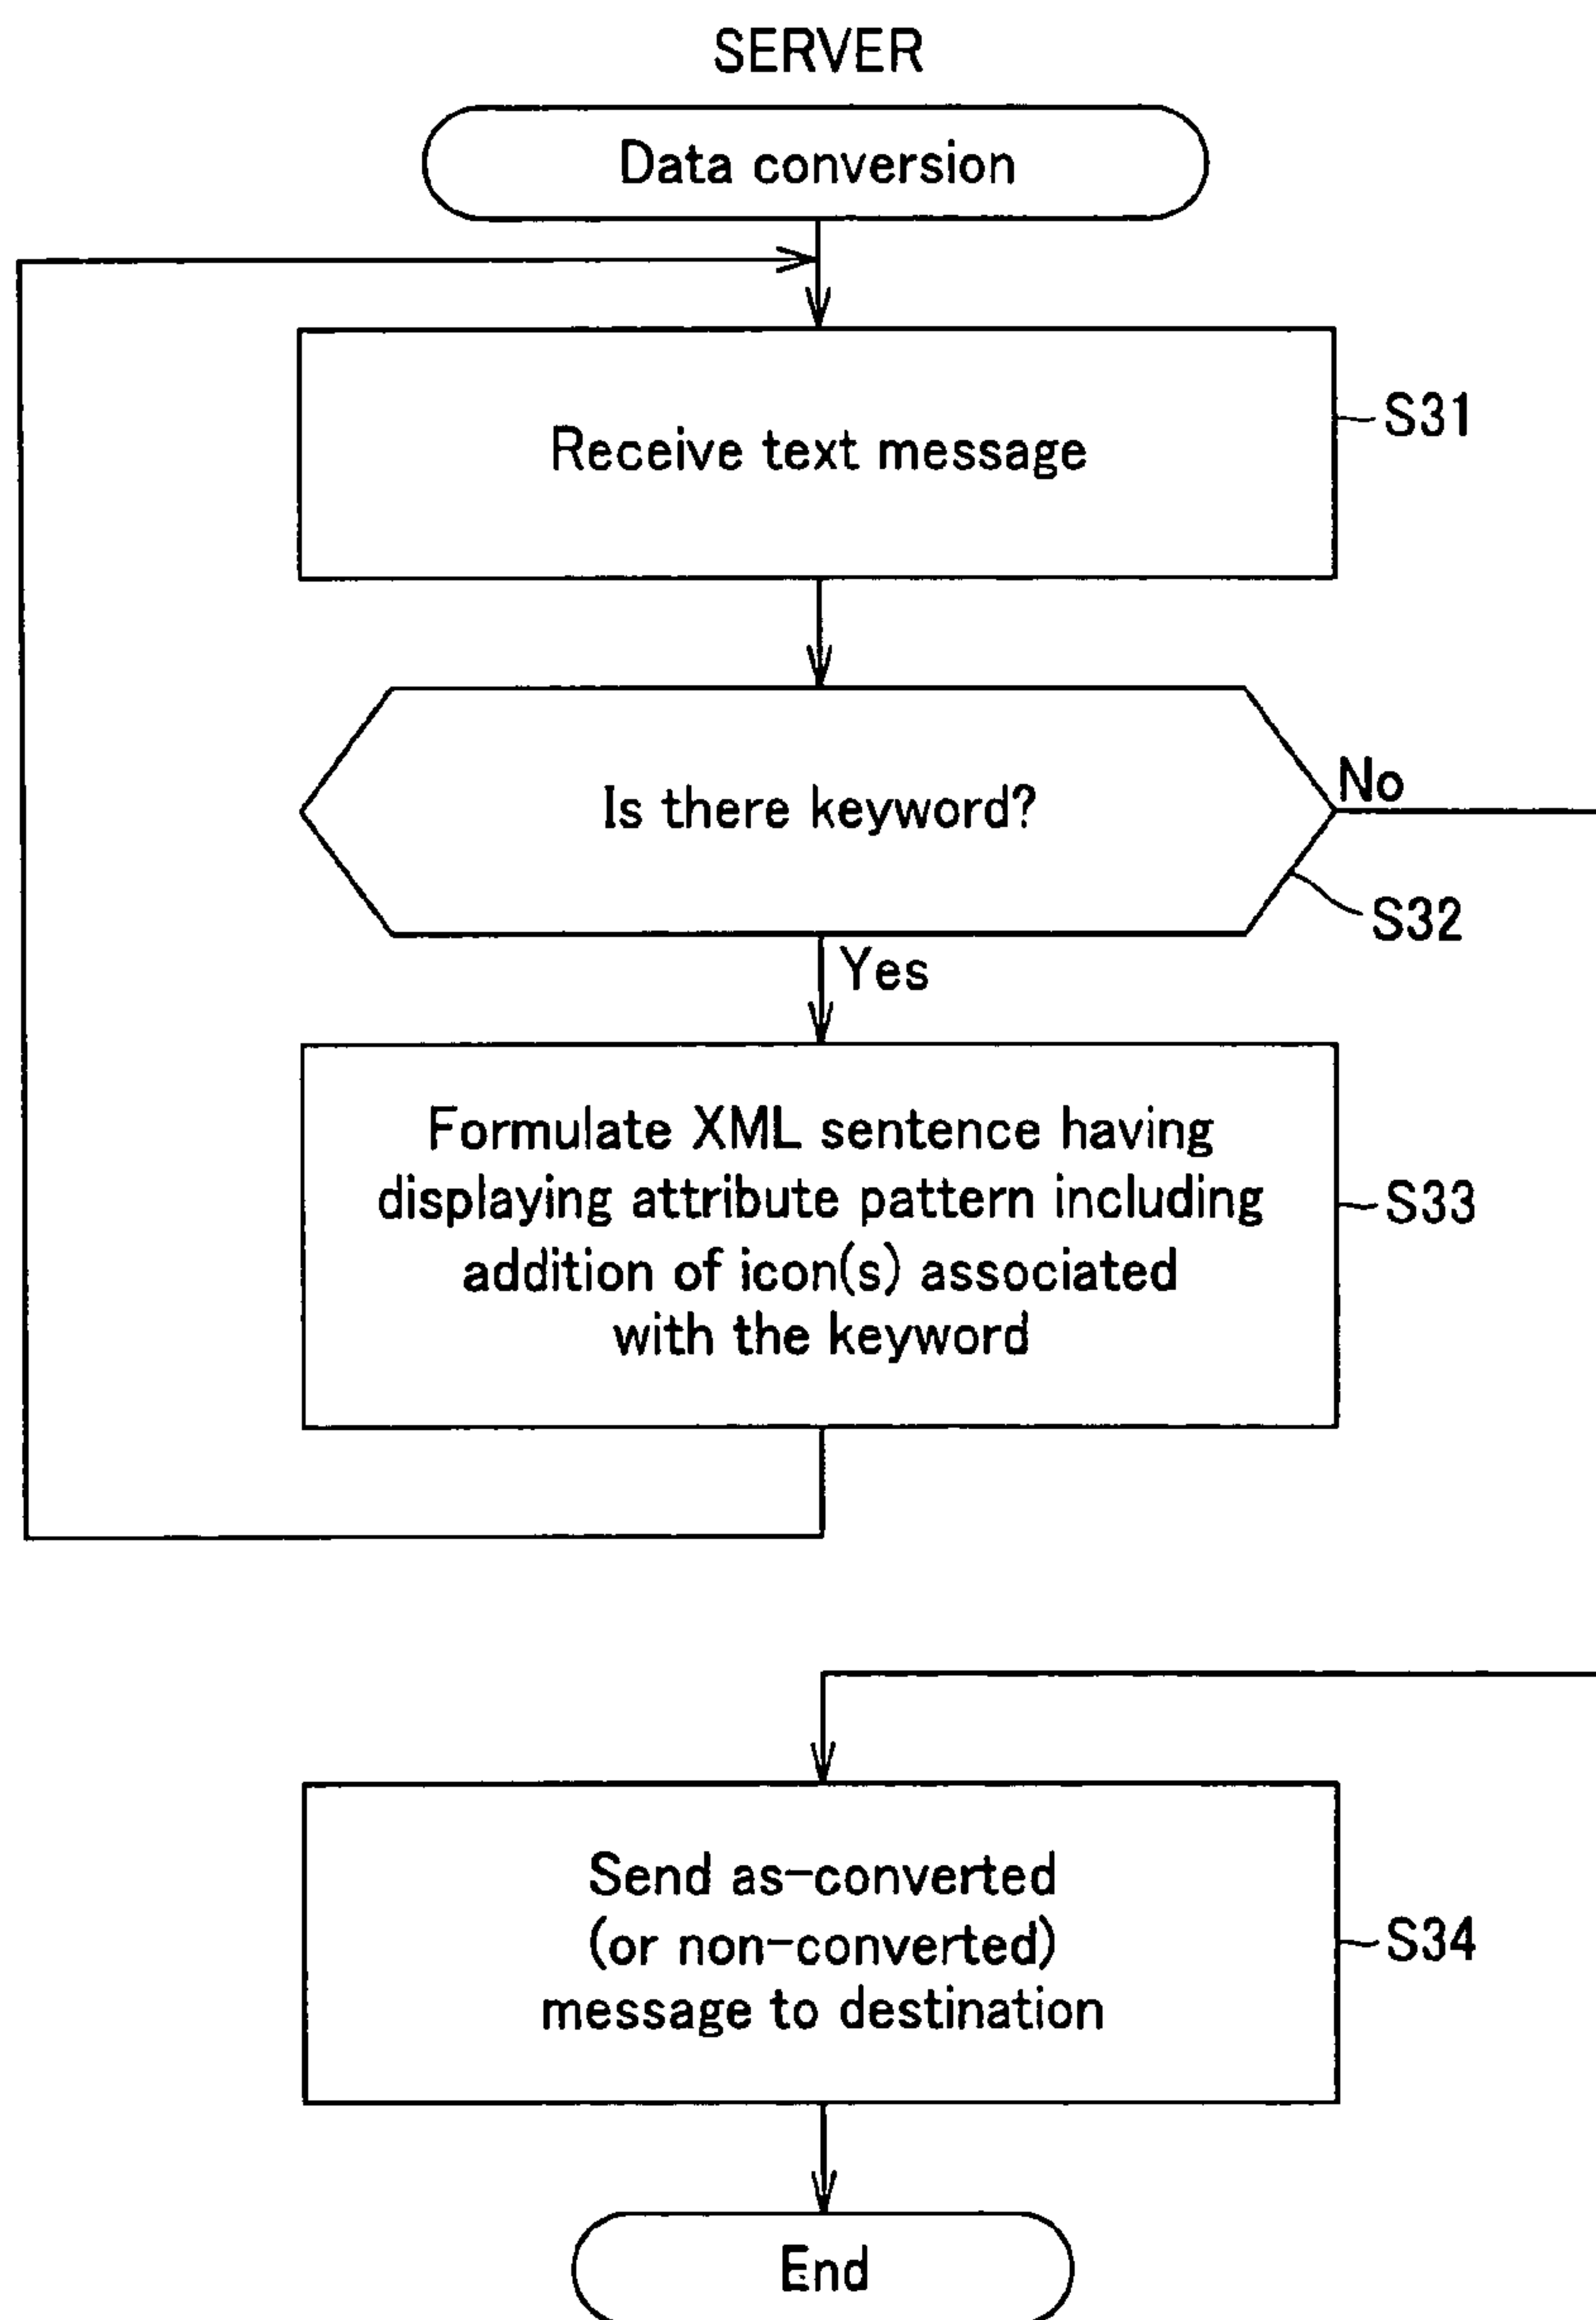 SERVER
Data conversion
Receive text message
S31
Is there keyword?
No
S32
Yes
Formulate XML sentence having
displaying attribute pattern including
addition of icon(s) associated
with the keyword
S33
Send as-converted
(or non-converted)
message to destination
S34
End